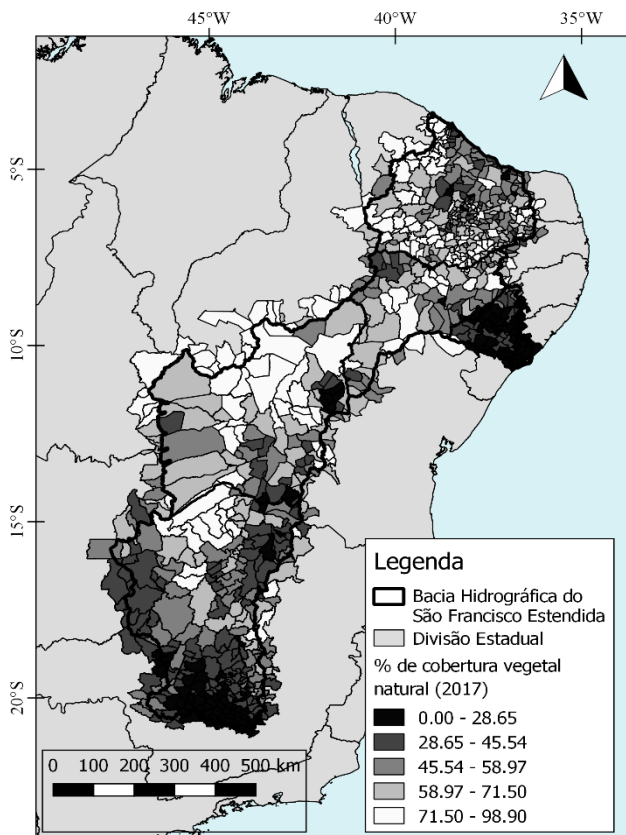 45°W 40°W 35°W
5°S
10°S
15°S
20°S
Legenda
Bacia Hidrográfica do
São Francisco Estendida
Divisão Estadual
% de cobertura vegetal
natural (2017)
0.00 - 28.65
28.65 - 45.54
45.54 - 58.97
58.97 - 71.50
71.50 - 98.90
0 100 200 300 400 500 km